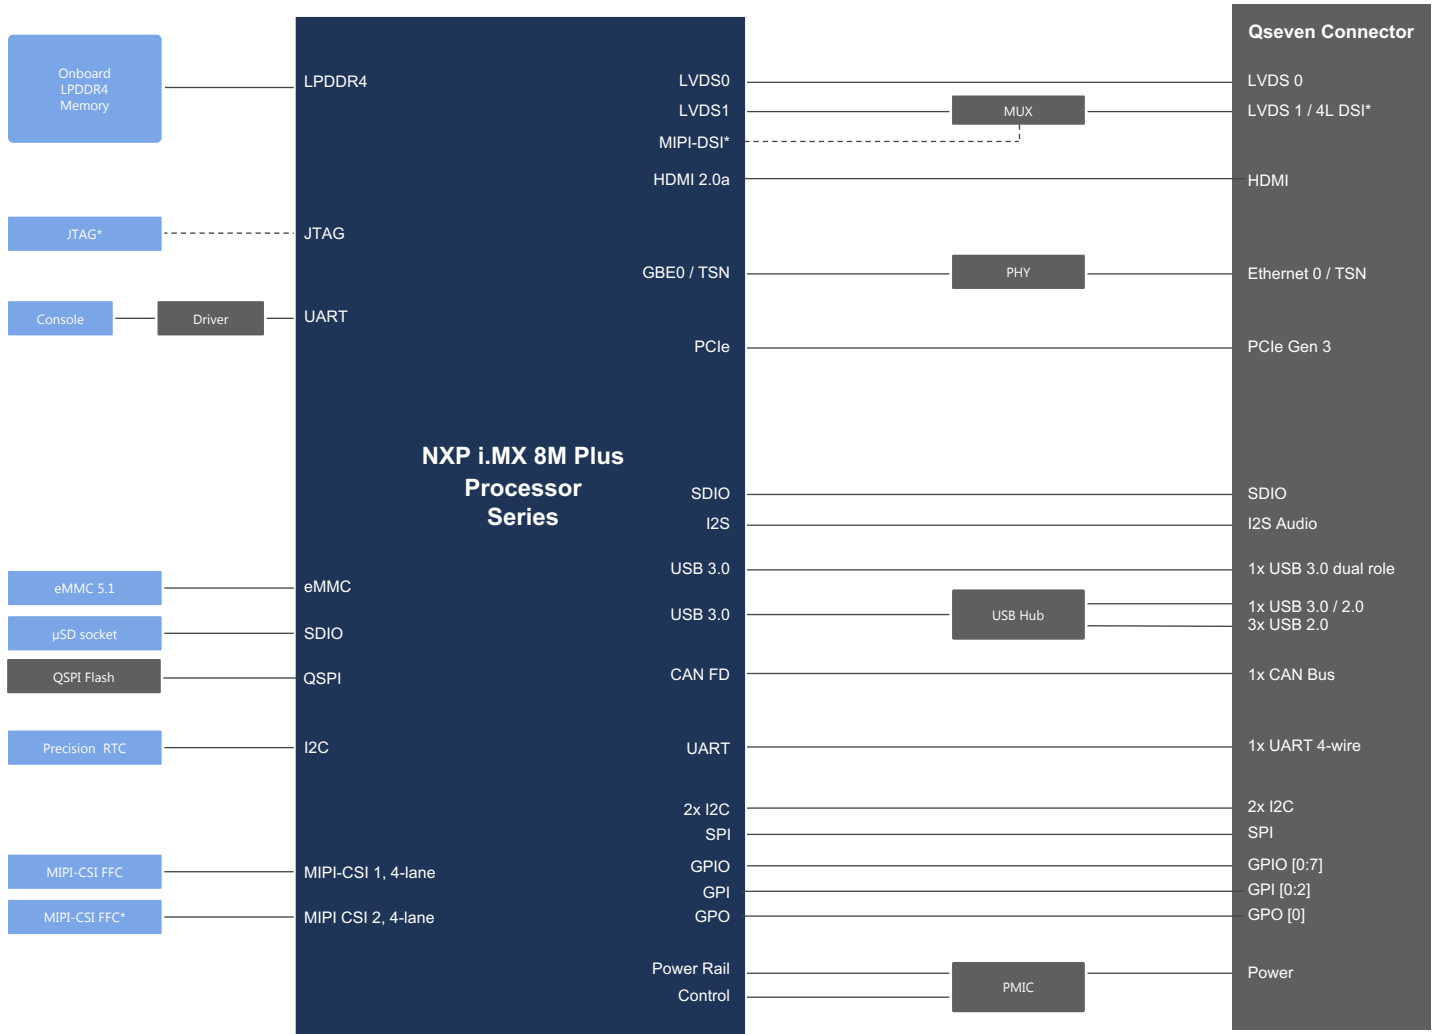 Onboard
LPDDR4
Memory
JTAG*
Console
Driver
eMMC 5.1
µSD socket
QSPI Flash
Precision RTC
MIPI-CSI FFC
MIPI-CSI FFC*
LPDDR4
JTAG
UART
eMMC
SDIO
QSPI
I2C
MIPI-CSI 1, 4-lane
MIPI CSI 2, 4-lane
NXP i.MX 8M Plus
Processor
Series
LVDS0
LVDS1
MIPI-DSI*
HDMI 2.0a
GBE0 / TSN
PCIe
SDIO
I2S
USB 3.0
USB 3.0
CAN FD
UART
2x I2C
SPI
GPIO
GPI
GPO
Power Rail
Control
MUX
PHY
USB Hub
PMIC
Qseven Connector
LVDS 0
LVDS 1 / 4L DSI*
HDMI
Ethernet 0 / TSN
PCIe Gen 3
SDIO
I2S Audio
1x USB 3.0 dual role
1x USB 3.0 / 2.0
3x USB 2.0
1x CAN Bus
1x UART 4-wire
2x I2C
SPI
GPIO [0:7]
GPI [0:2]
GPO [0]
Power